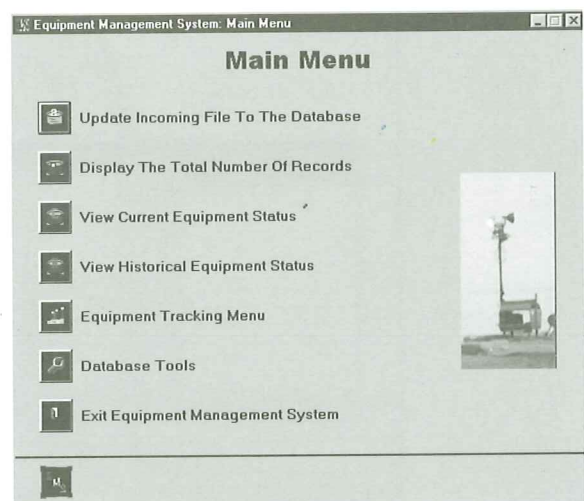 Equipment Management System: Main Menu
Main Menu
Update Incoming File To The Database
Display The Total Number Of Records
View Current Equipment Status
View Historical Equipment Status
Equipment Tracking Menu
Database Tools
Exit Equipment Management System